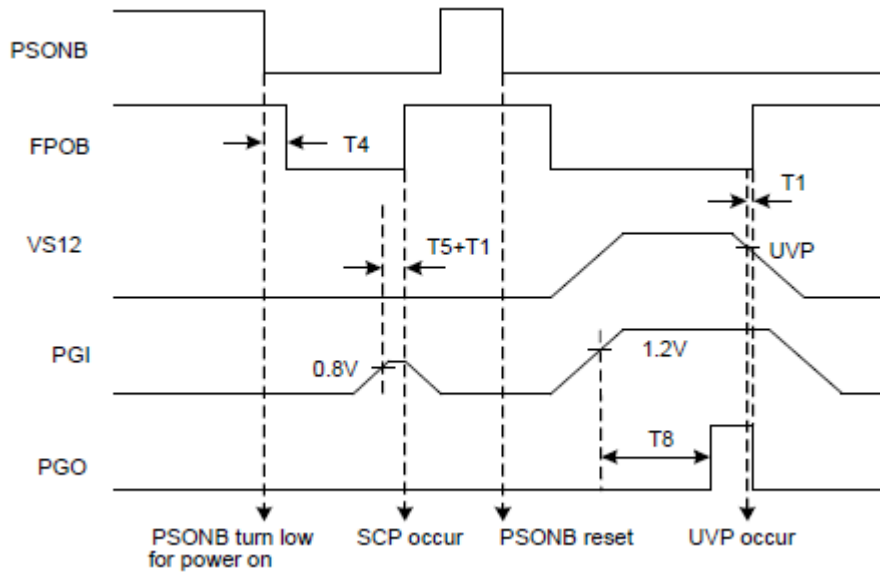 PSONB
FPOB
T4
T1
VS12
T5+T1
UVP
PGI
0.8V
1.2V
T8
PGO
PSONB turn low
for power on
SCP occur
PSONB reset
UVP occur